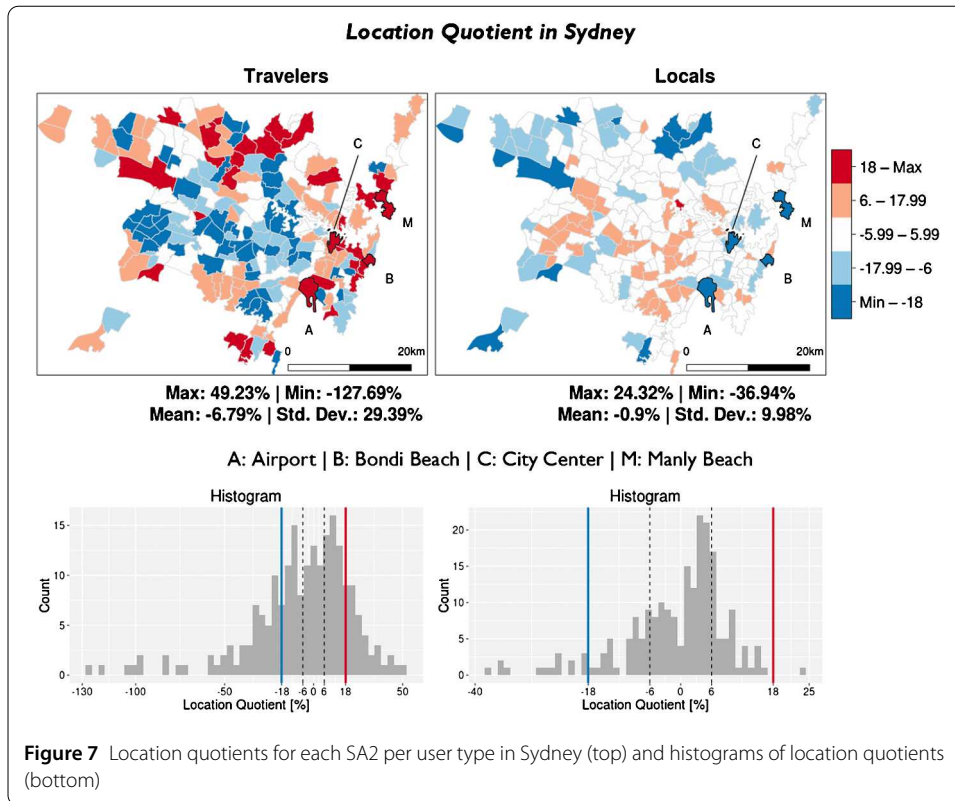 Location Quotient in Sydney
Travelers
Locals
C
M
B
A
0 20km
C
M
B
A
0 20km
18 – Max
6. – 17.99
-5.99 – 5.99
-17.99 – -6
Min – -18
Max: 49.23% | Min: -127.69%
Mean: -6.79% | Std. Dev.: 29.39%
Max: 24.32% | Min: -36.94%
Mean: -0.9% | Std. Dev.: 9.98%
A: Airport | B: Bondi Beach | C: City Center | M: Manly Beach
Histogram
Count
15
10
5
0
-130 -100 -50 -18 -6 0 6 18 50
Location Quotient [%]
Histogram
Count
20
15
10
5
0
-40 -18 -6 0 6 18 25
Location Quotient [%]
Figure 7 Location quotients for each SA2 per user type in Sydney (top) and histograms of location quotients
(bottom)